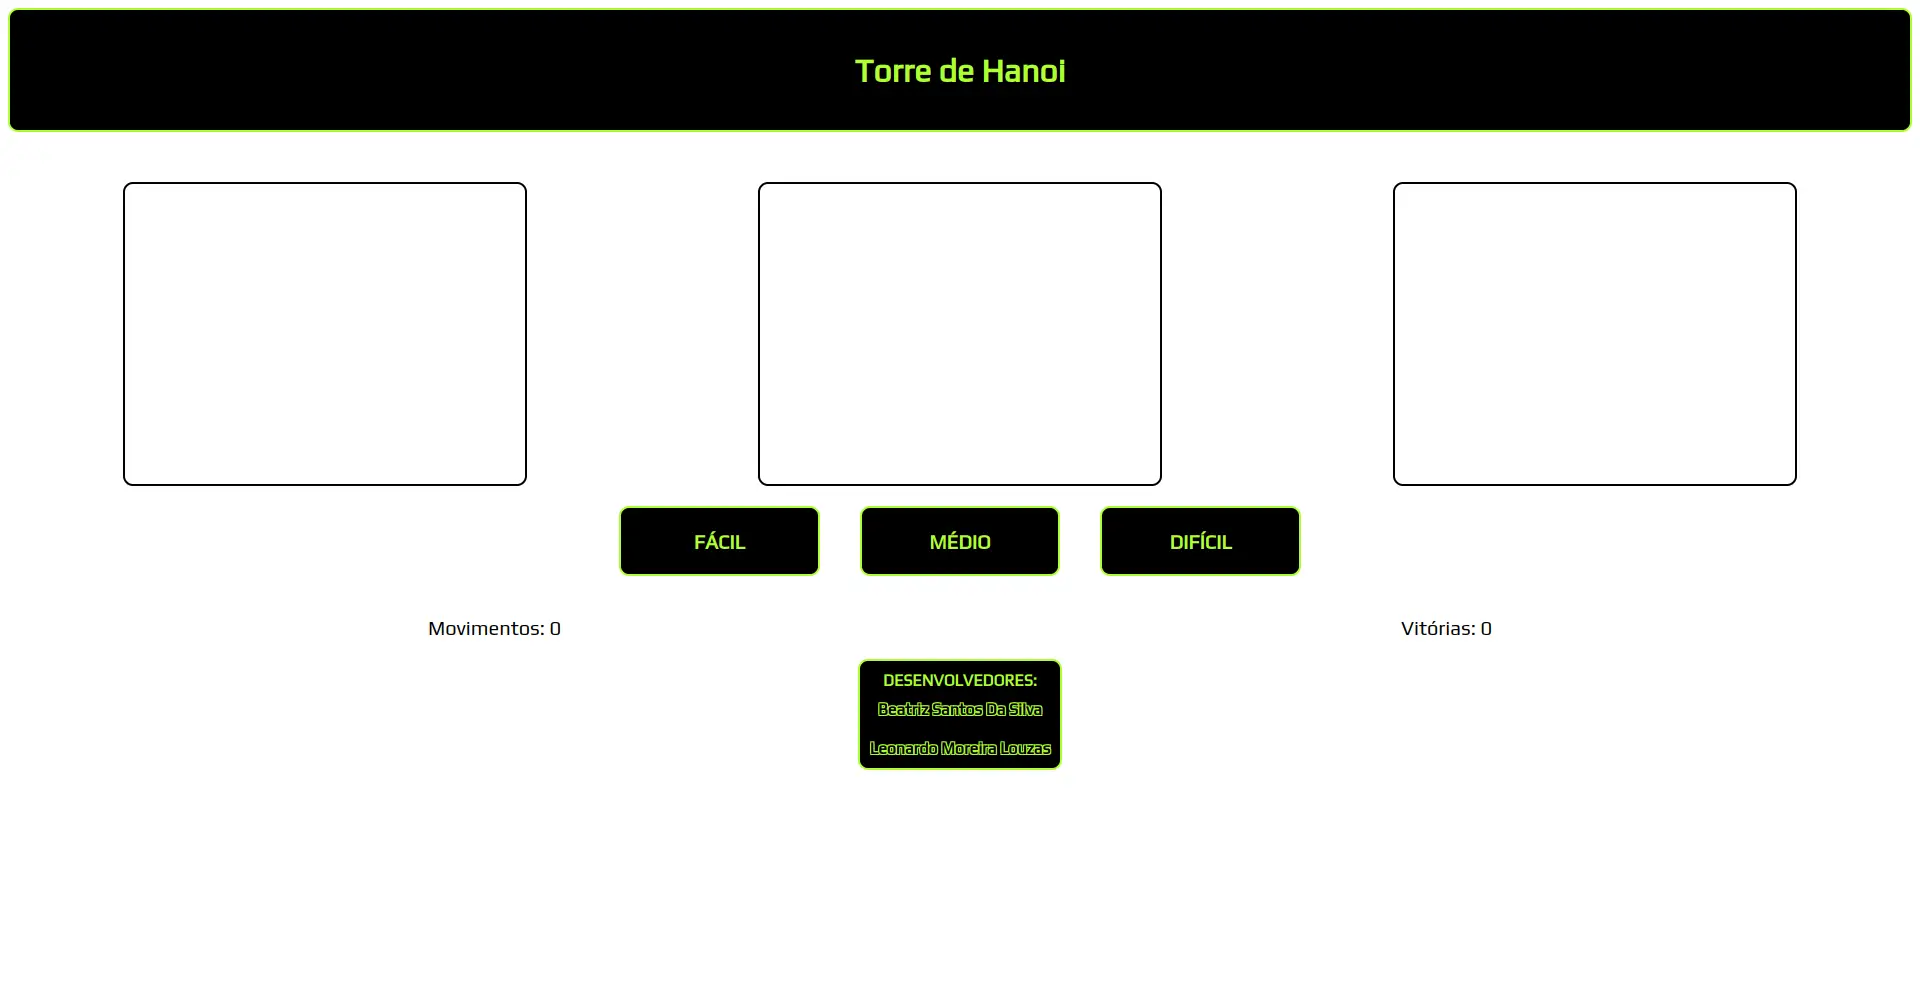 Torre de Hanoi
FÁCIL
MÉDIO
DIFÍCIL
Movimentos: 0
Vitórias: 0
DESENVOLVEDORES:
Beatriz Santos Da Silva
Leonardo Moreira Louzas